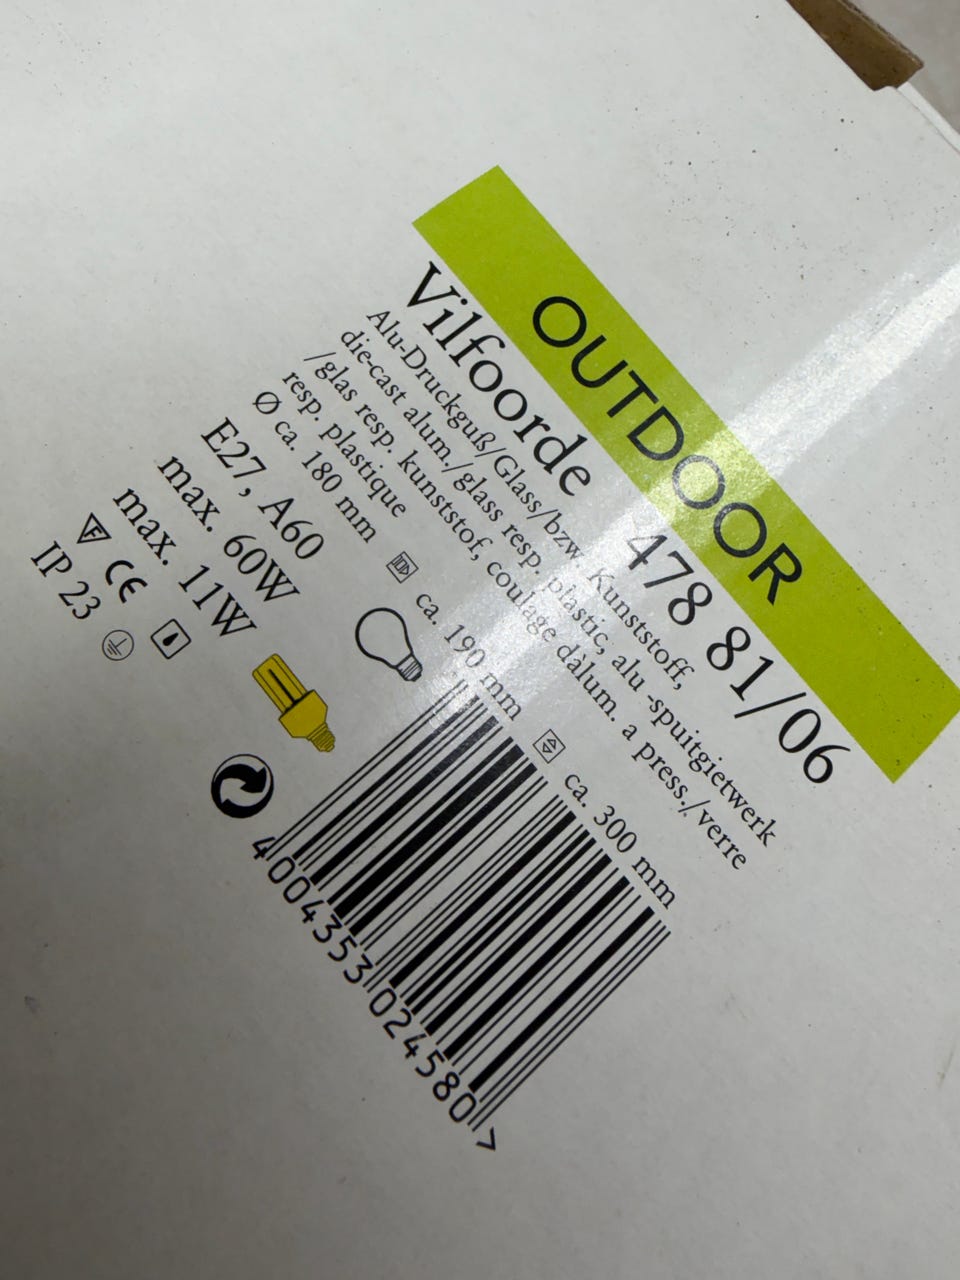 OUTDOOR
Vilfoorde 478 81/06
Alu-Druckguß/Glass/bzw. Kunststoff,
die-cast alum./glass resp. plastic, alu -spuitgietwerk
/glas resp. kunststof, coulage dàlum. a press./verre
resp. plastique
Ø ca. 180 mm ca. 190 mm ca. 300 mm
E27, A60
max. 60W
max. 11W
F CE
IP 23
4004353024580>